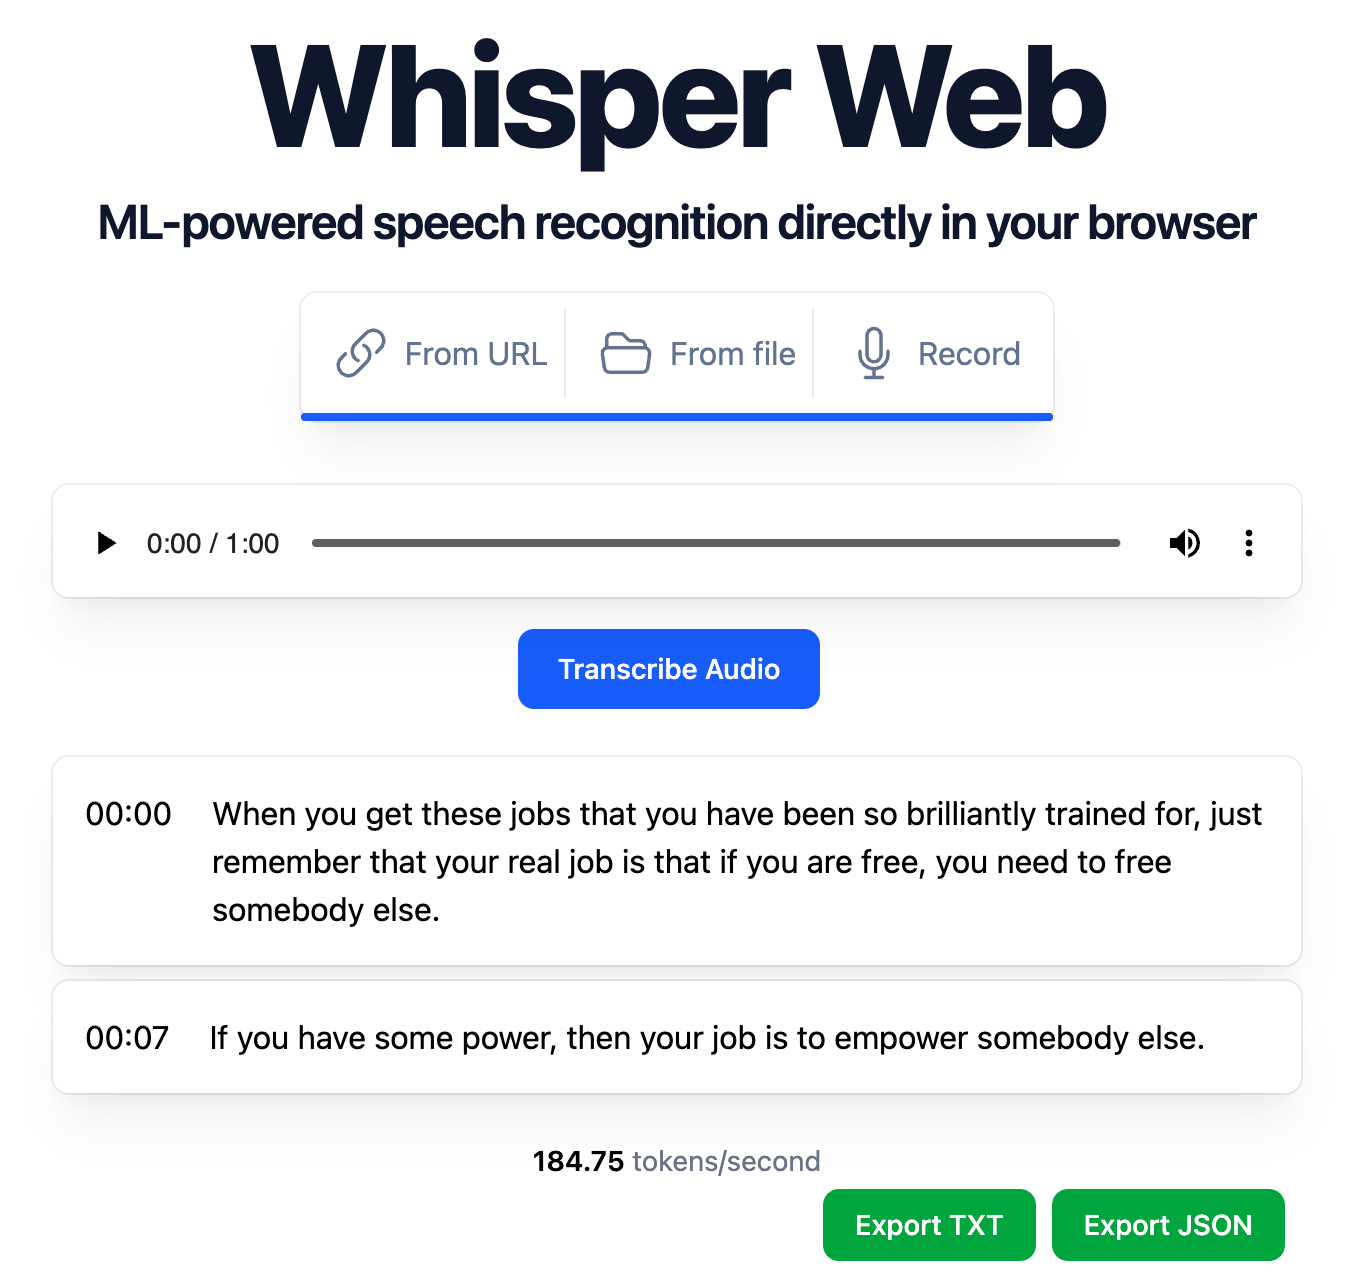 Whisper Web
ML-powered speech recognition directly in your browser
From URL
From file
Record
0:00 / 1:00
Transcribe Audio
00:00 When you get these jobs that you have been so brilliantly trained for, just
remember that your real job is that if you are free, you need to free
somebody else.
00:07 If you have some power, then your job is to empower somebody else.
184.75 tokens/second
Export TXT
Export JSON